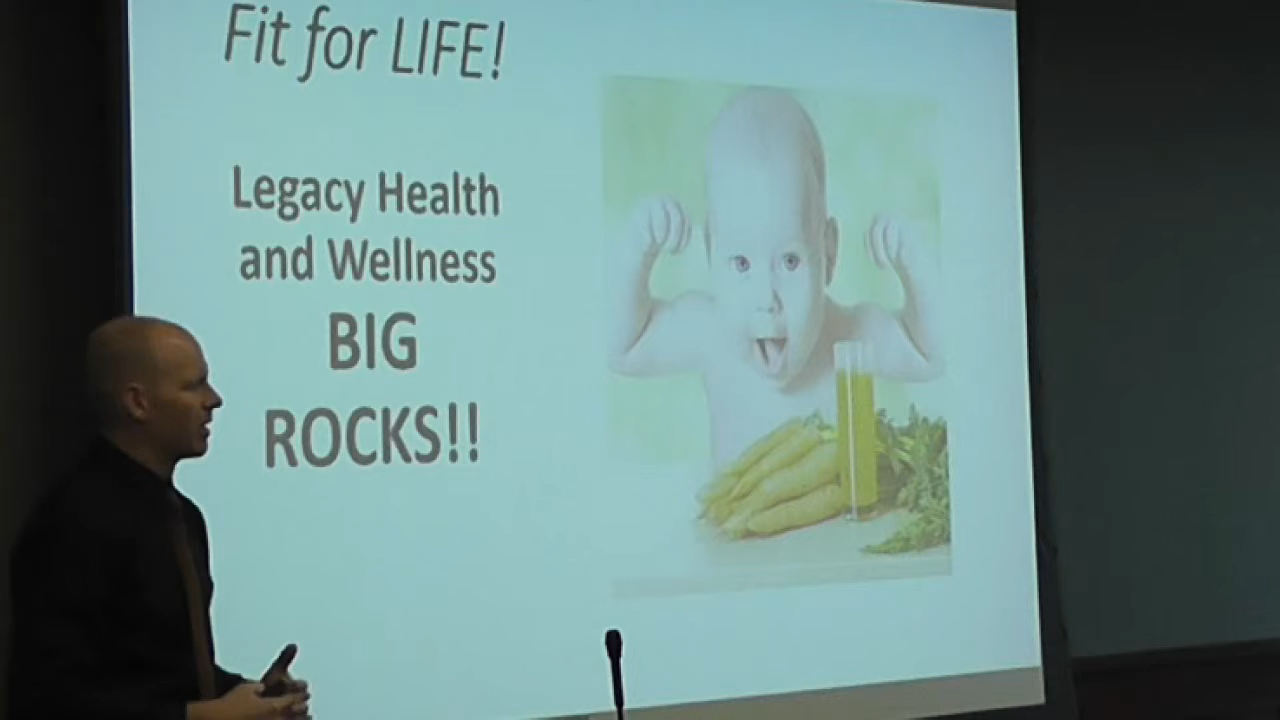 Fit for LIFE!
Legacy Health
and Wellness
BIG
ROCKS!!